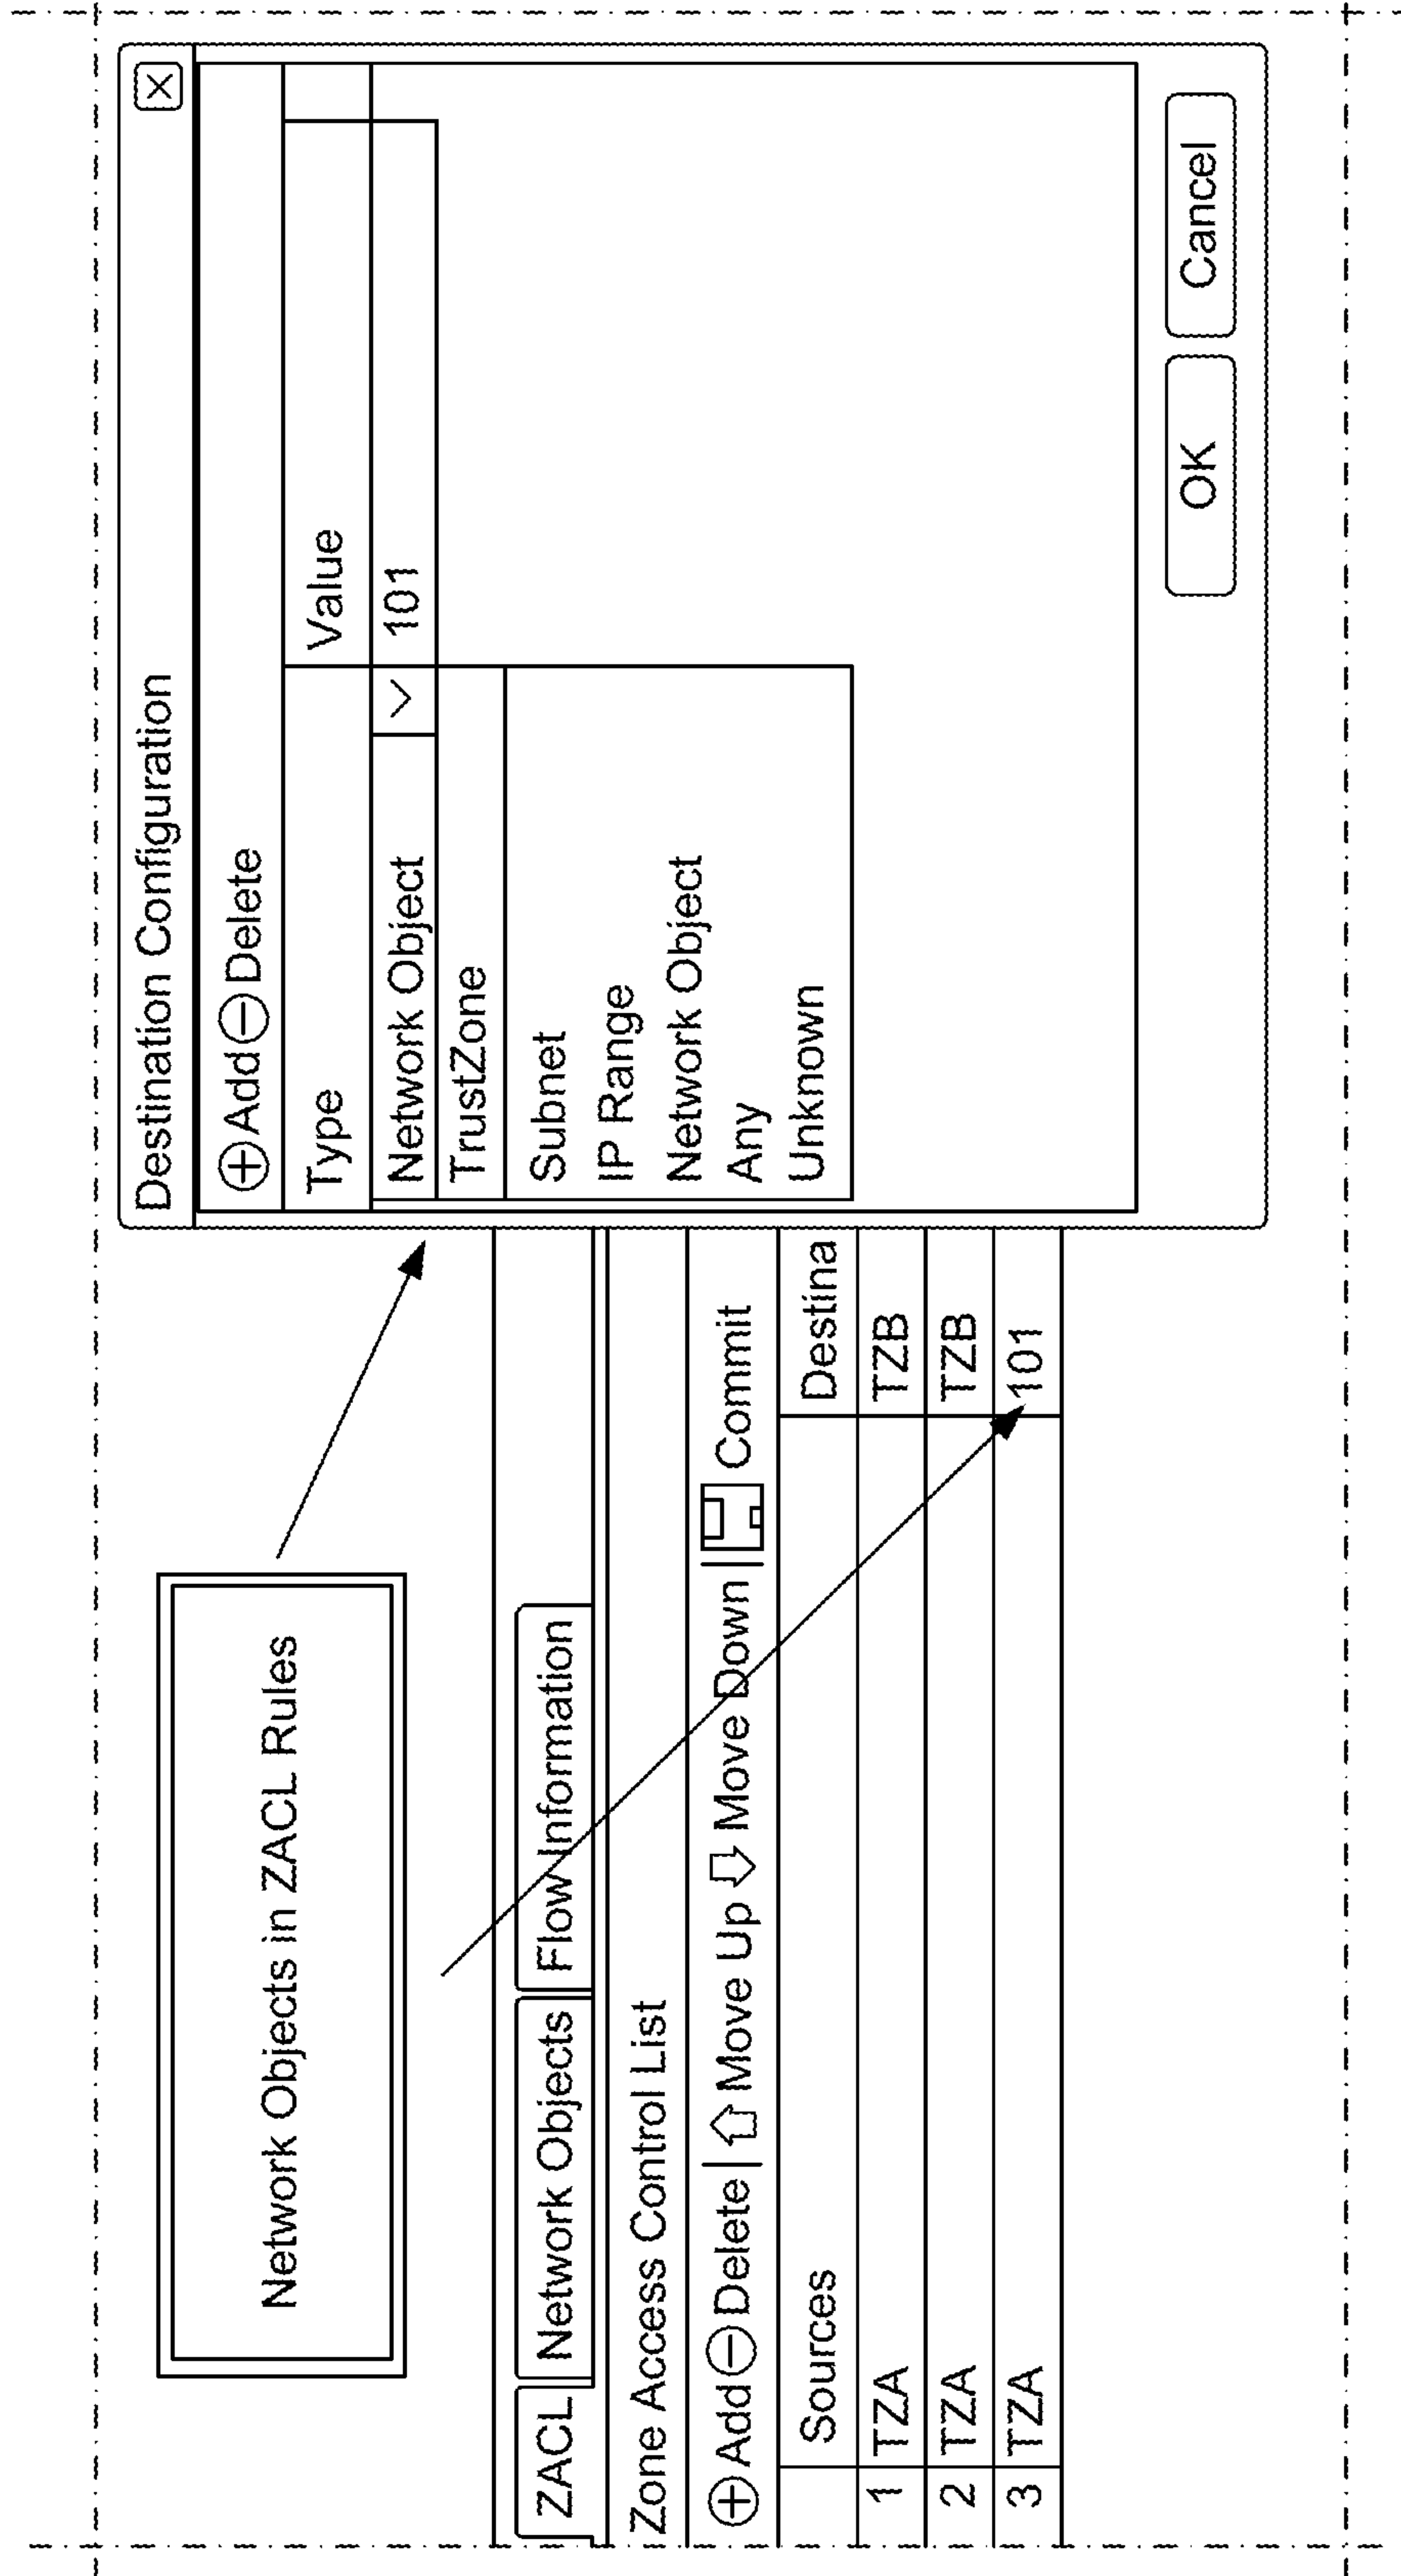 Network Objects in ZACL Rules
ZACL Network Objects Flow Information
Zone Access Control List
Add Delete | Move Up Move Down | Commit
Sources Destina
1 TZA TZB
2 TZA TZB
3 TZA 101
Destination Configuration
Add Delete
Type Value
Network Object 101
TrustZone
Subnet
IP Range
Network Object
Any
Unknown
OK Cancel